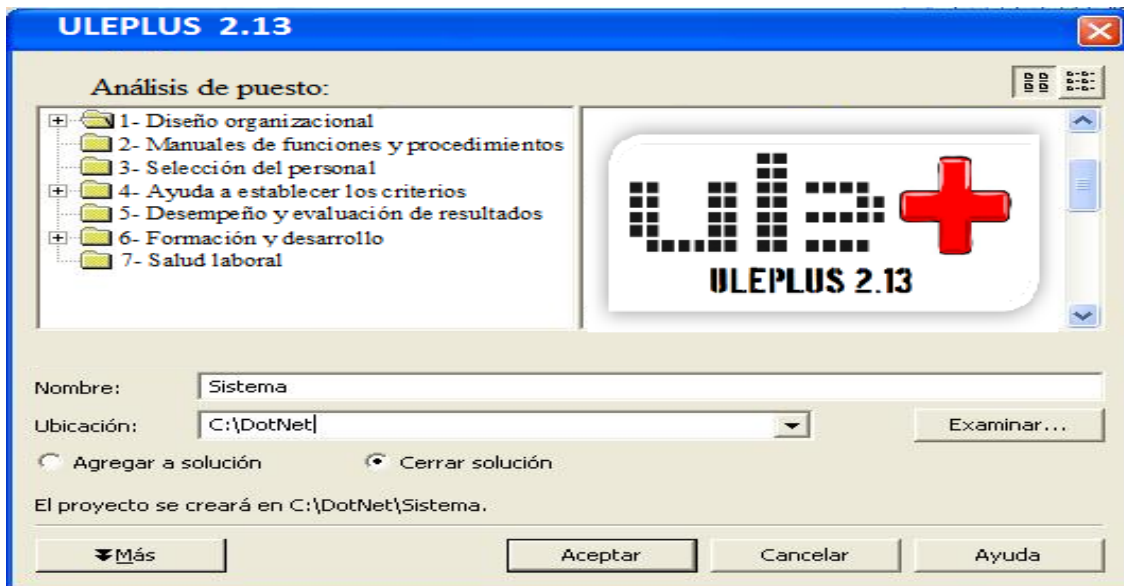 ULEPLUS 2.13
Análisis de puesto:
1- Diseño organizacional
2- Manuales de funciones y procedimientos
3- Selección del personal
4- Ayuda a establecer los criterios
5- Desempeño y evaluación de resultados
6- Formación y desarrollo
7- Salud laboral
ule+
ULEPLUS 2.13
Nombre: Sistema
Ubicación: C:\DotNet Examinar...
Agregar a solución Cerrar solución
El proyecto se creará en C:\DotNet\Sistema.
Más Aceptar Cancelar Ayuda